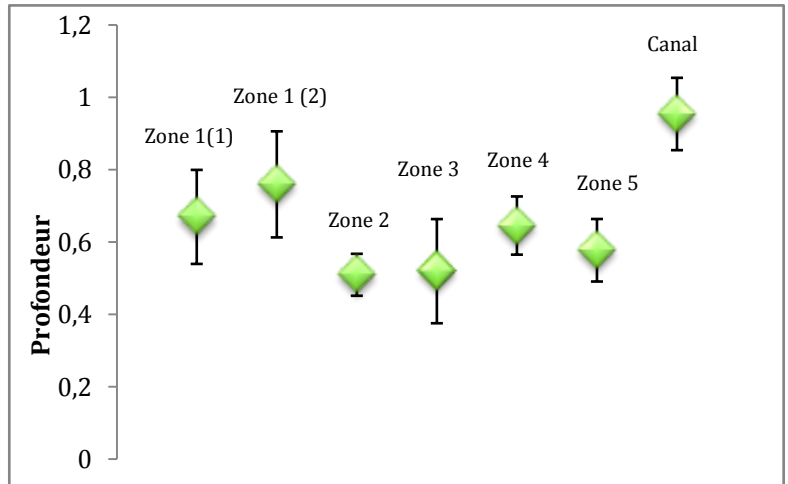 1,2
1
0,8
0,6
0,4
0,2
0
Profondeur
Zone 1(1)
Zone 1 (2)
Zone 2
Zone 3
Zone 4
Zone 5
Canal